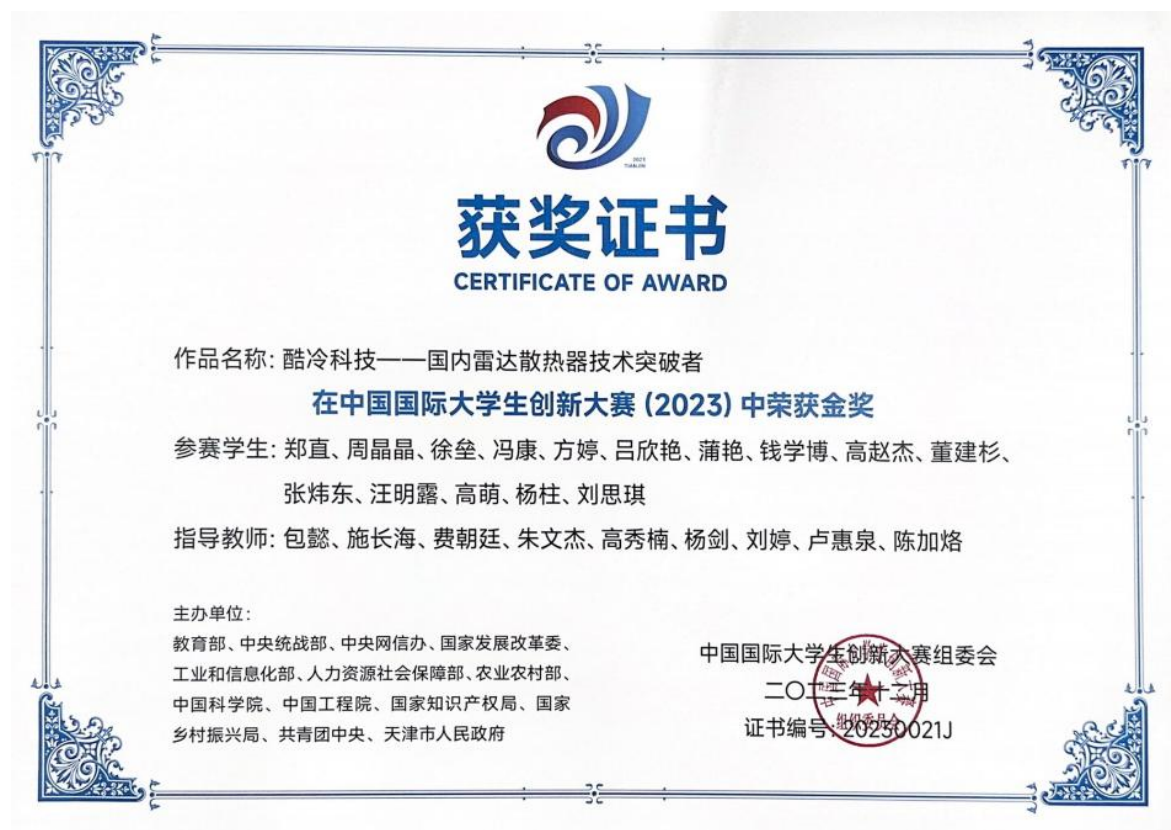 2023
TIANJIN
获奖证书
CERTIFICATE OF AWARD
作品名称: 酷冷科技——国内雷达散热器技术突破者
在中国国际大学生创新大赛 (2023) 中荣获金奖
参赛学生: 郑直、周晶晶、徐垒、冯康、方婷、吕欣艳、蒲艳、钱学博、高赵杰、董建杉、
张炜东、汪明露、高萌、杨柱、刘思琪
指导教师: 包懿、施长海、费朝廷、朱文杰、高秀楠、杨剑、刘婷、卢惠泉、陈加烙
主办单位:
教育部、中央统战部、中央网信办、国家发展改革委、
工业和信息化部、人力资源社会保障部、农业农村部、
中国科学院、中国工程院、国家知识产权局、国家
乡村振兴局、共青团中央、天津市人民政府
中国国际大学生创新大赛组委会
二〇二三年十二月
证书编号: 20230021J